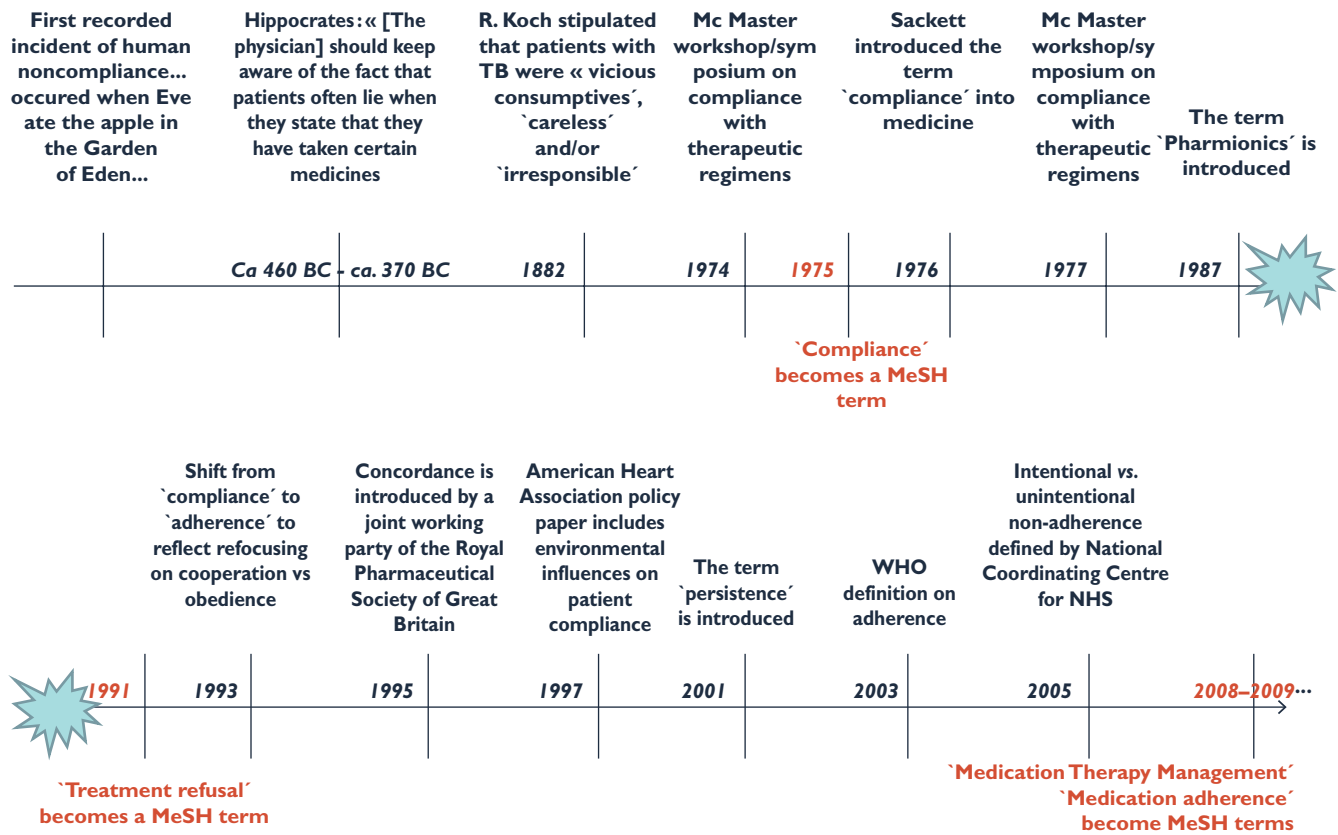 First recorded
incident of human
noncompliance...
occured when Eve
ate the apple in
the Garden
of Eden...
Hippocrates: « [The
physician] should keep
aware of the fact that
patients often lie when
they state that they
have taken certain
medicines
R. Koch stipulated
that patients with
TB were « vicious
consumptives´,
`careless´
and/or
`irresponsible´
Mc Master
workshop/sym
posium on
compliance
with
therapeutic
regimens
Sackett
introduced the
term
`compliance´ into
medicine
Mc Master
workshop/sy
mposium on
compliance
with
therapeutic
regimens
The term
`Pharmionics´ is
introduced
Ca 460 BC - ca. 370 BC
1882
1974
1975
1976
1977
1987
`Compliance´
becomes a MeSH
term
Shift from
`compliance´ to
`adherence´ to
reflect refocusing
on cooperation vs
obedience
Concordance is
introduced by a
joint working
party of the Royal
Pharmaceutical
Society of Great
Britain
American Heart
Association policy
paper includes
environmental
influences on
patient
compliance
The term
`persistence´
is introduced
WHO
definition on
adherence
Intentional vs.
unintentional
non-adherence
defined by National
Coordinating Centre
for NHS
1991
1993
1995
1997
2001
2003
2005
2008–2009...
`Treatment refusal´
becomes a MeSH term
`Medication Therapy Management´
`Medication adherence´
become MeSH terms